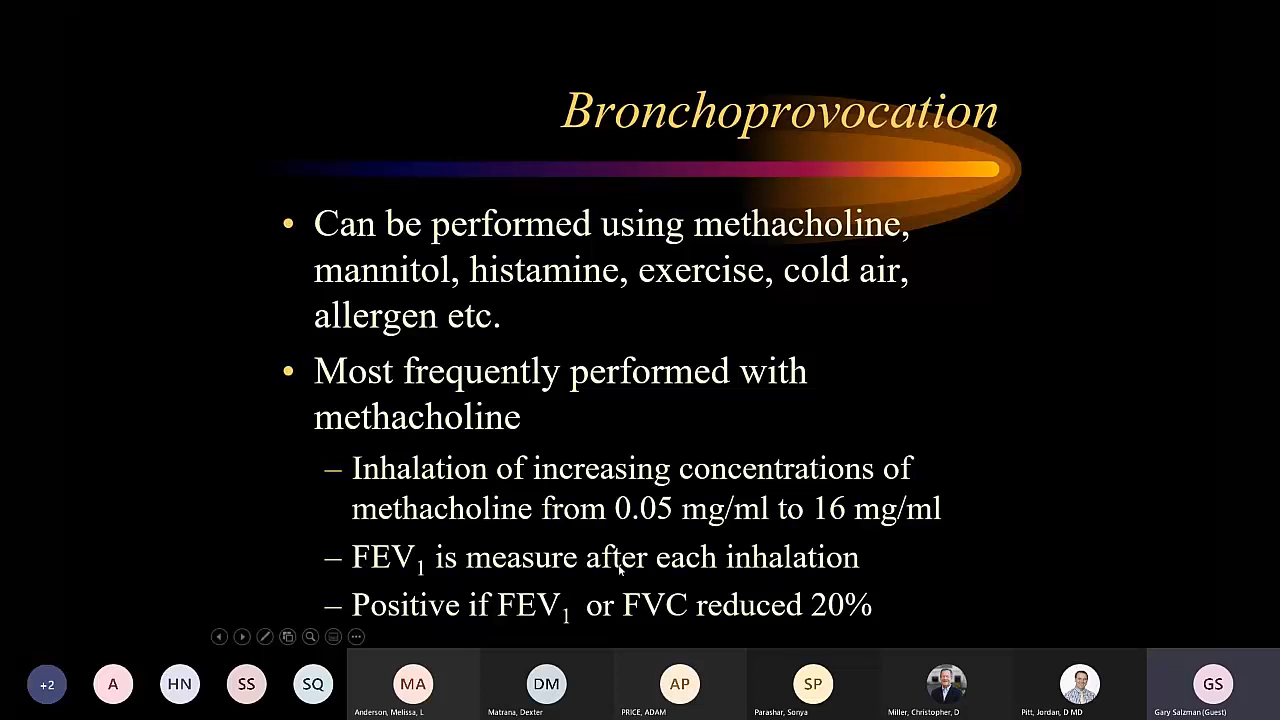 Bronchoprovocation
• Can be performed using methacholine,
mannitol, histamine, exercise, cold air,
allergen etc.
• Most frequently performed with
methacholine
– Inhalation of increasing concentrations of
methacholine from 0.05 mg/ml to 16 mg/ml
– FEV1 is measure after each inhalation
– Positive if FEV1 or FVC reduced 20%
+2 A HN SS SQ MA DM AP SP GS
Anderson, Melissa, L Matrana, Dexter PRICE, ADAM Parashar, Sonya Miller, Christopher, D Pitt, Jordan, D MD Gary Salzman (Guest)